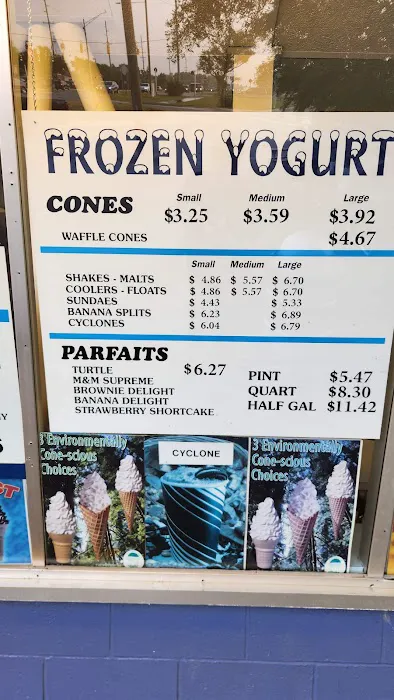 FROZEN YOGURT
Small Medium Large
CONES $3.25 $3.59 $3.92
WAFFLE CONES $4.67
Small Medium Large
SHAKES - MALTS $ 4.86 $ 5.57 $ 6.70
COOLERS - FLOATS $ 4.86 $ 5.57 $ 6.70
SUNDAES $ 4.43 $ 5.33
BANANA SPLITS $ 6.23 $ 6.89
CYCLONES $ 6.04 $ 6.79
PARFAITS
TURTLE $6.27
M&M SUPREME
BROWNIE DELIGHT
BANANA DELIGHT
STRAWBERRY SHORTCAKE
PINT $5.47
QUART $8.30
HALF GAL $11.42
3 Environmentally
Cone-scious
Choices
CYCLONE
3 Environmentally
Cone-scious
Choices